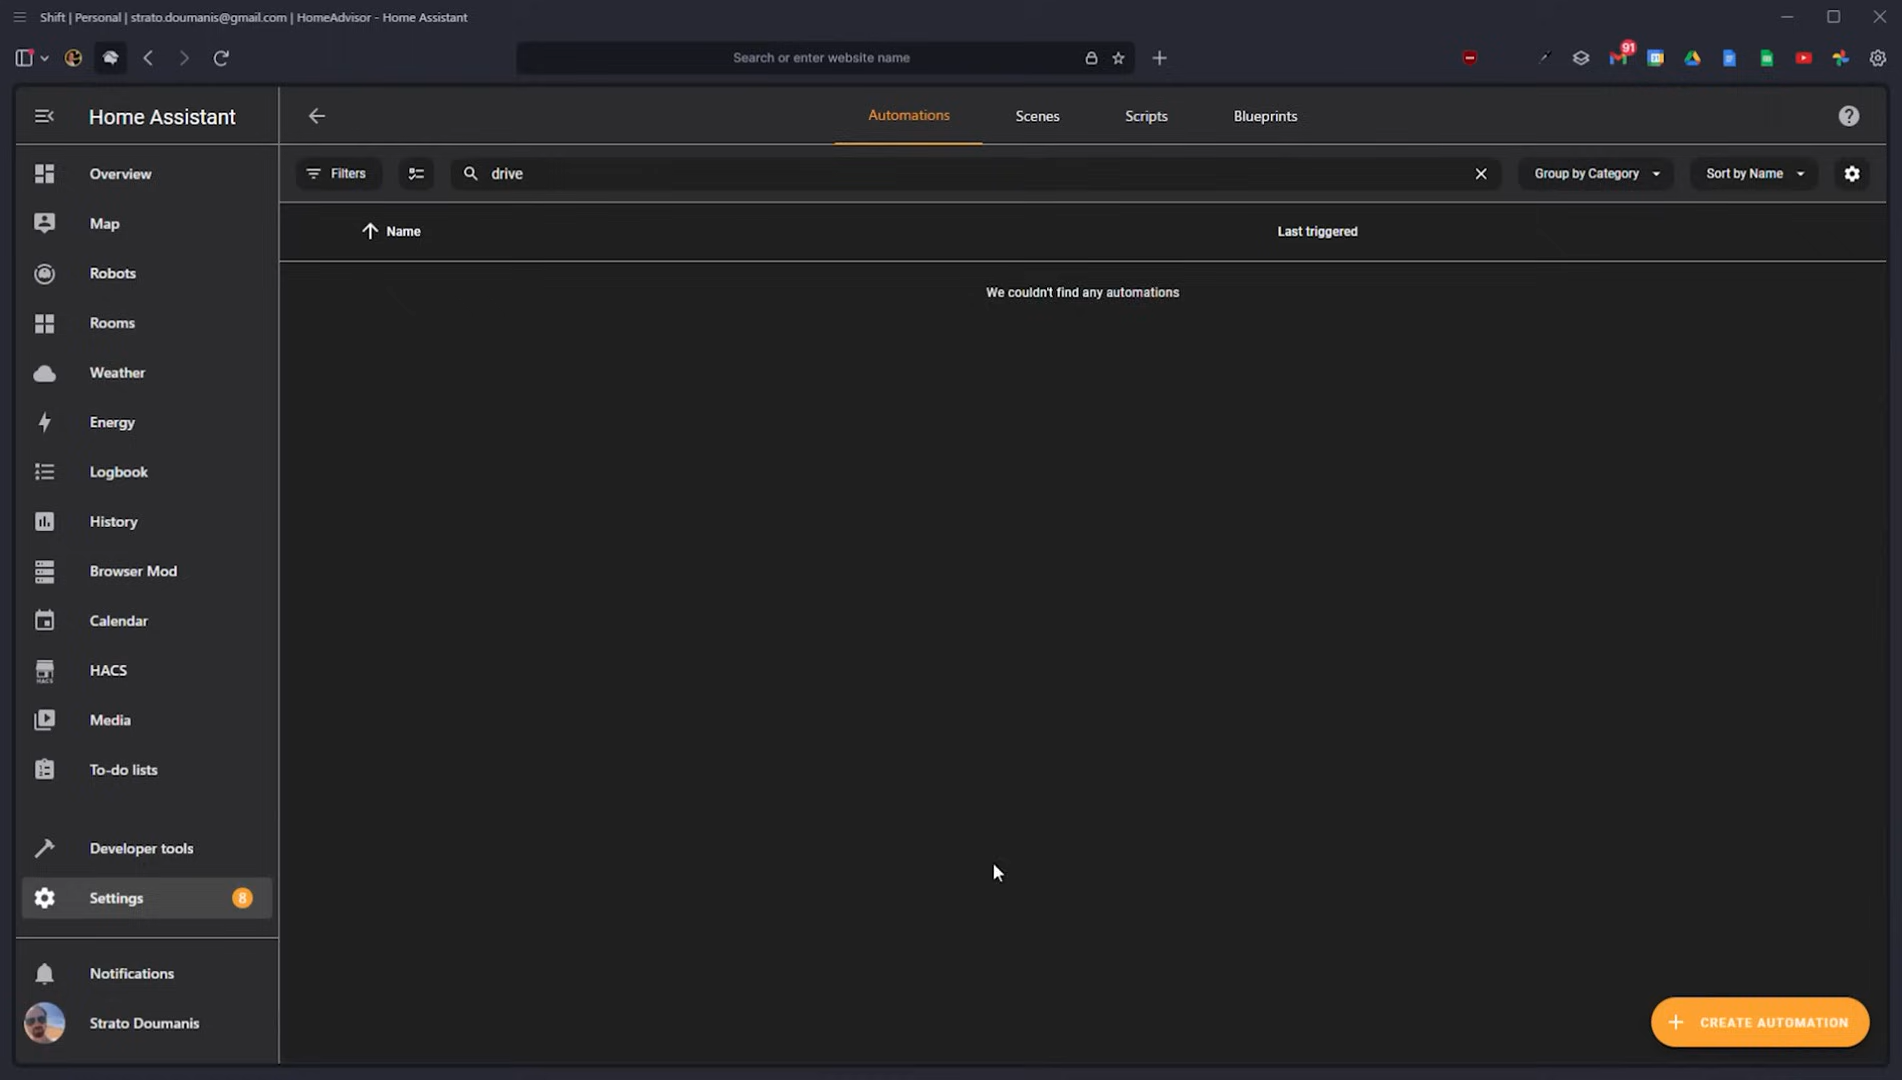 Shift | Personal | strato.doumanis@gmail.com | HomeAdvisor - Home Assistant
Search or enter website name
91
Home Assistant
Automations
Scenes
Scripts
Blueprints
Filters
drive
Group by Category
Sort by Name
Name
Last triggered
We couldn't find any automations
Overview
Map
Robots
Rooms
Weather
Energy
Logbook
History
Browser Mod
Calendar
HACS
HACS
Media
To-do lists
Developer tools
Settings
8
Notifications
Strato Doumanis
CREATE AUTOMATION